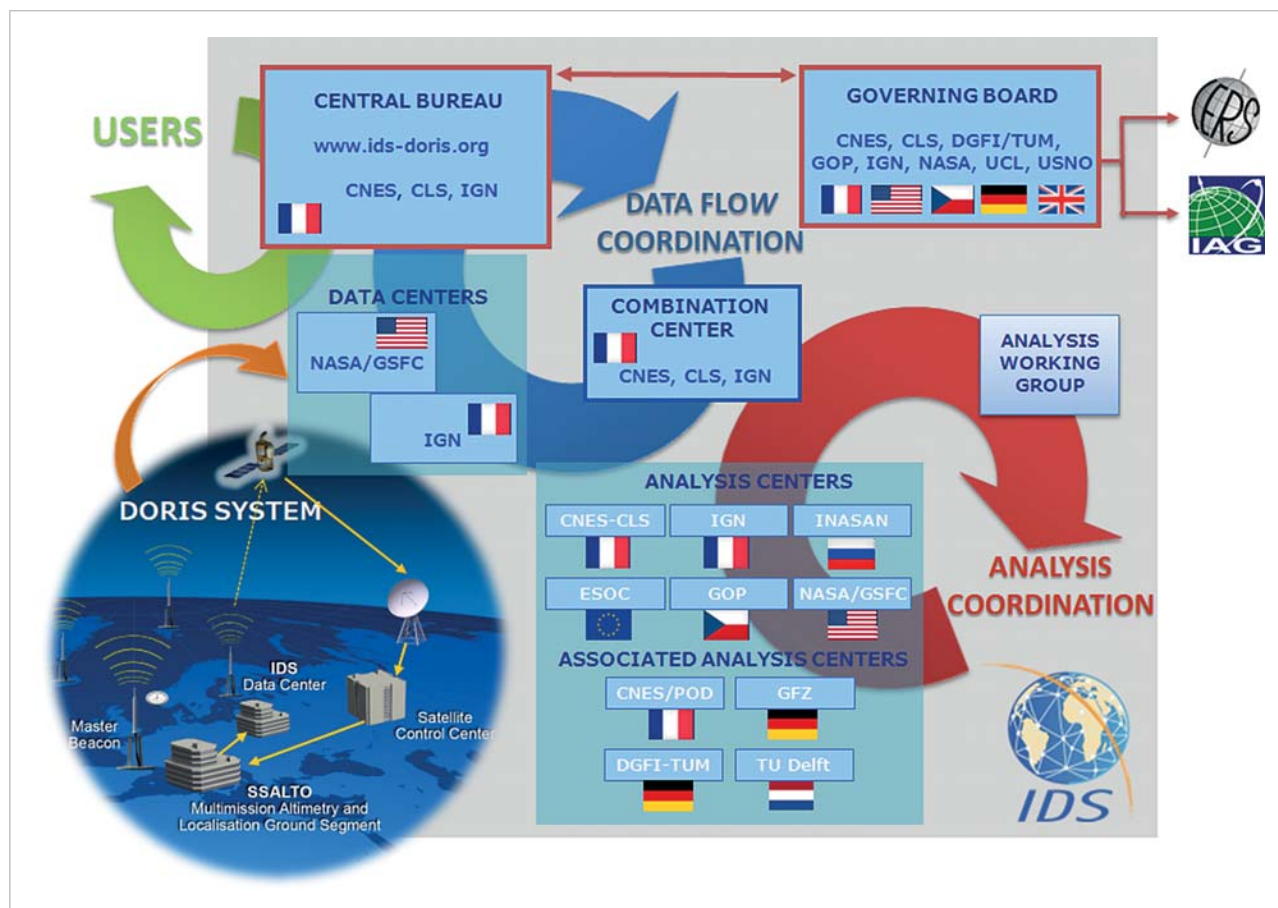 USERS
CENTRAL BUREAU
www.ids-doris.org
CNES, CLS, IGN
GOVERNING BOARD
CNES, CLS, DGFI/TUM,
GOP, IGN, NASA, UCL, USNO
IERS
IAG
DATA FLOW
COORDINATION
DATA CENTERS
NASA/GSFC
IGN
COMBINATION
CENTER
CNES, CLS, IGN
ANALYSIS
WORKING
GROUP
ANALYSIS CENTERS
CNES-CLS
IGN
INASAN
ESOC
GOP
NASA/GSFC
ASSOCIATED ANALYSIS CENTERS
CNES/POD
GFZ
DGFI-TUM
TU Delft
ANALYSIS
COORDINATION
DORIS SYSTEM
IDS
Data Center
Master
Beacon
Satellite
Control Center
SSALTO
Multimission Altimetry and
Localisation Ground Segment
IDS